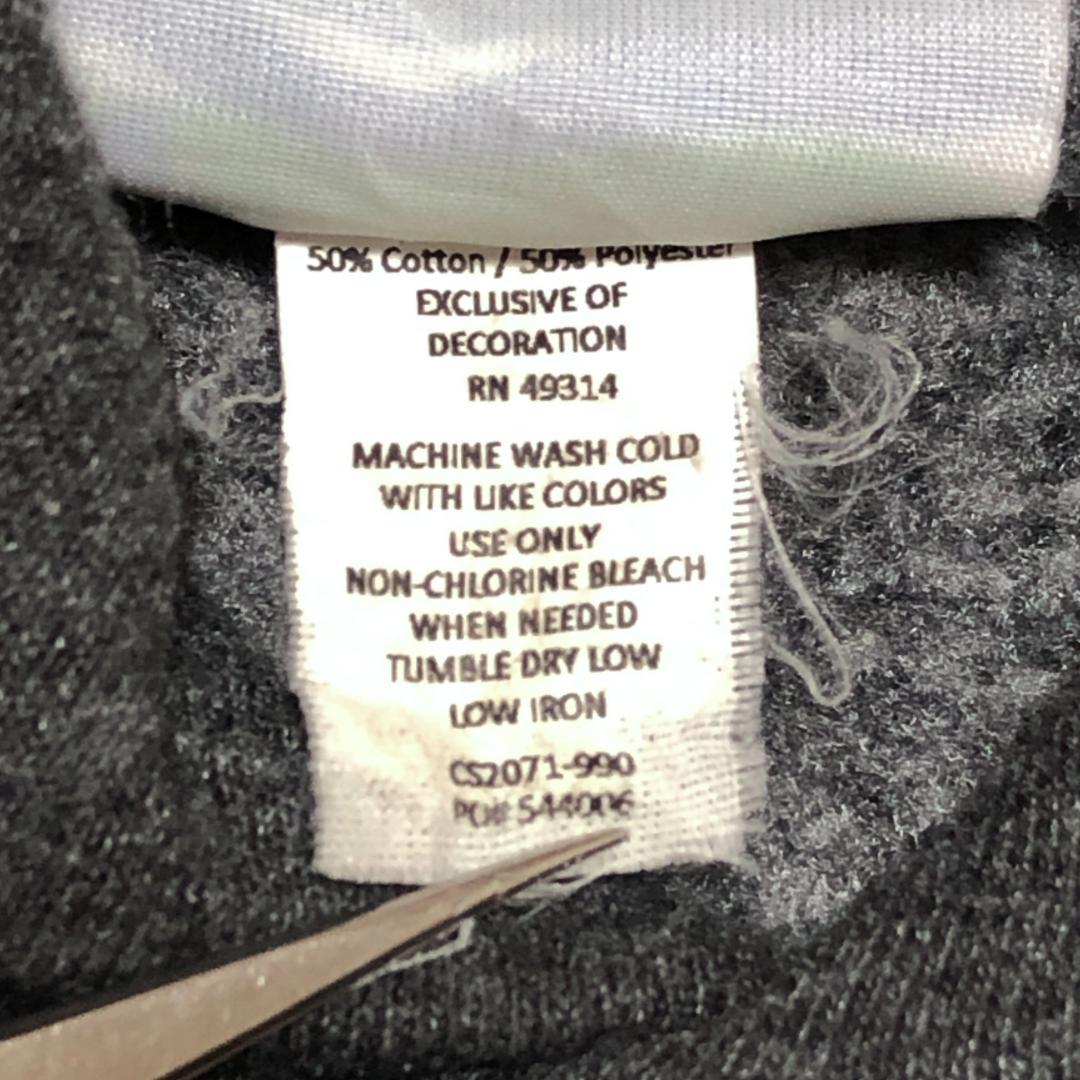 50% Cotton / 50% Polyester
EXCLUSIVE OF
DECORATION
RN 49314
MACHINE WASH COLD
WITH LIKE COLORS
USE ONLY
NON-CHLORINE BLEACH
WHEN NEEDED
TUMBLE DRY LOW
LOW IRON
CS2071-990
PO# 544006